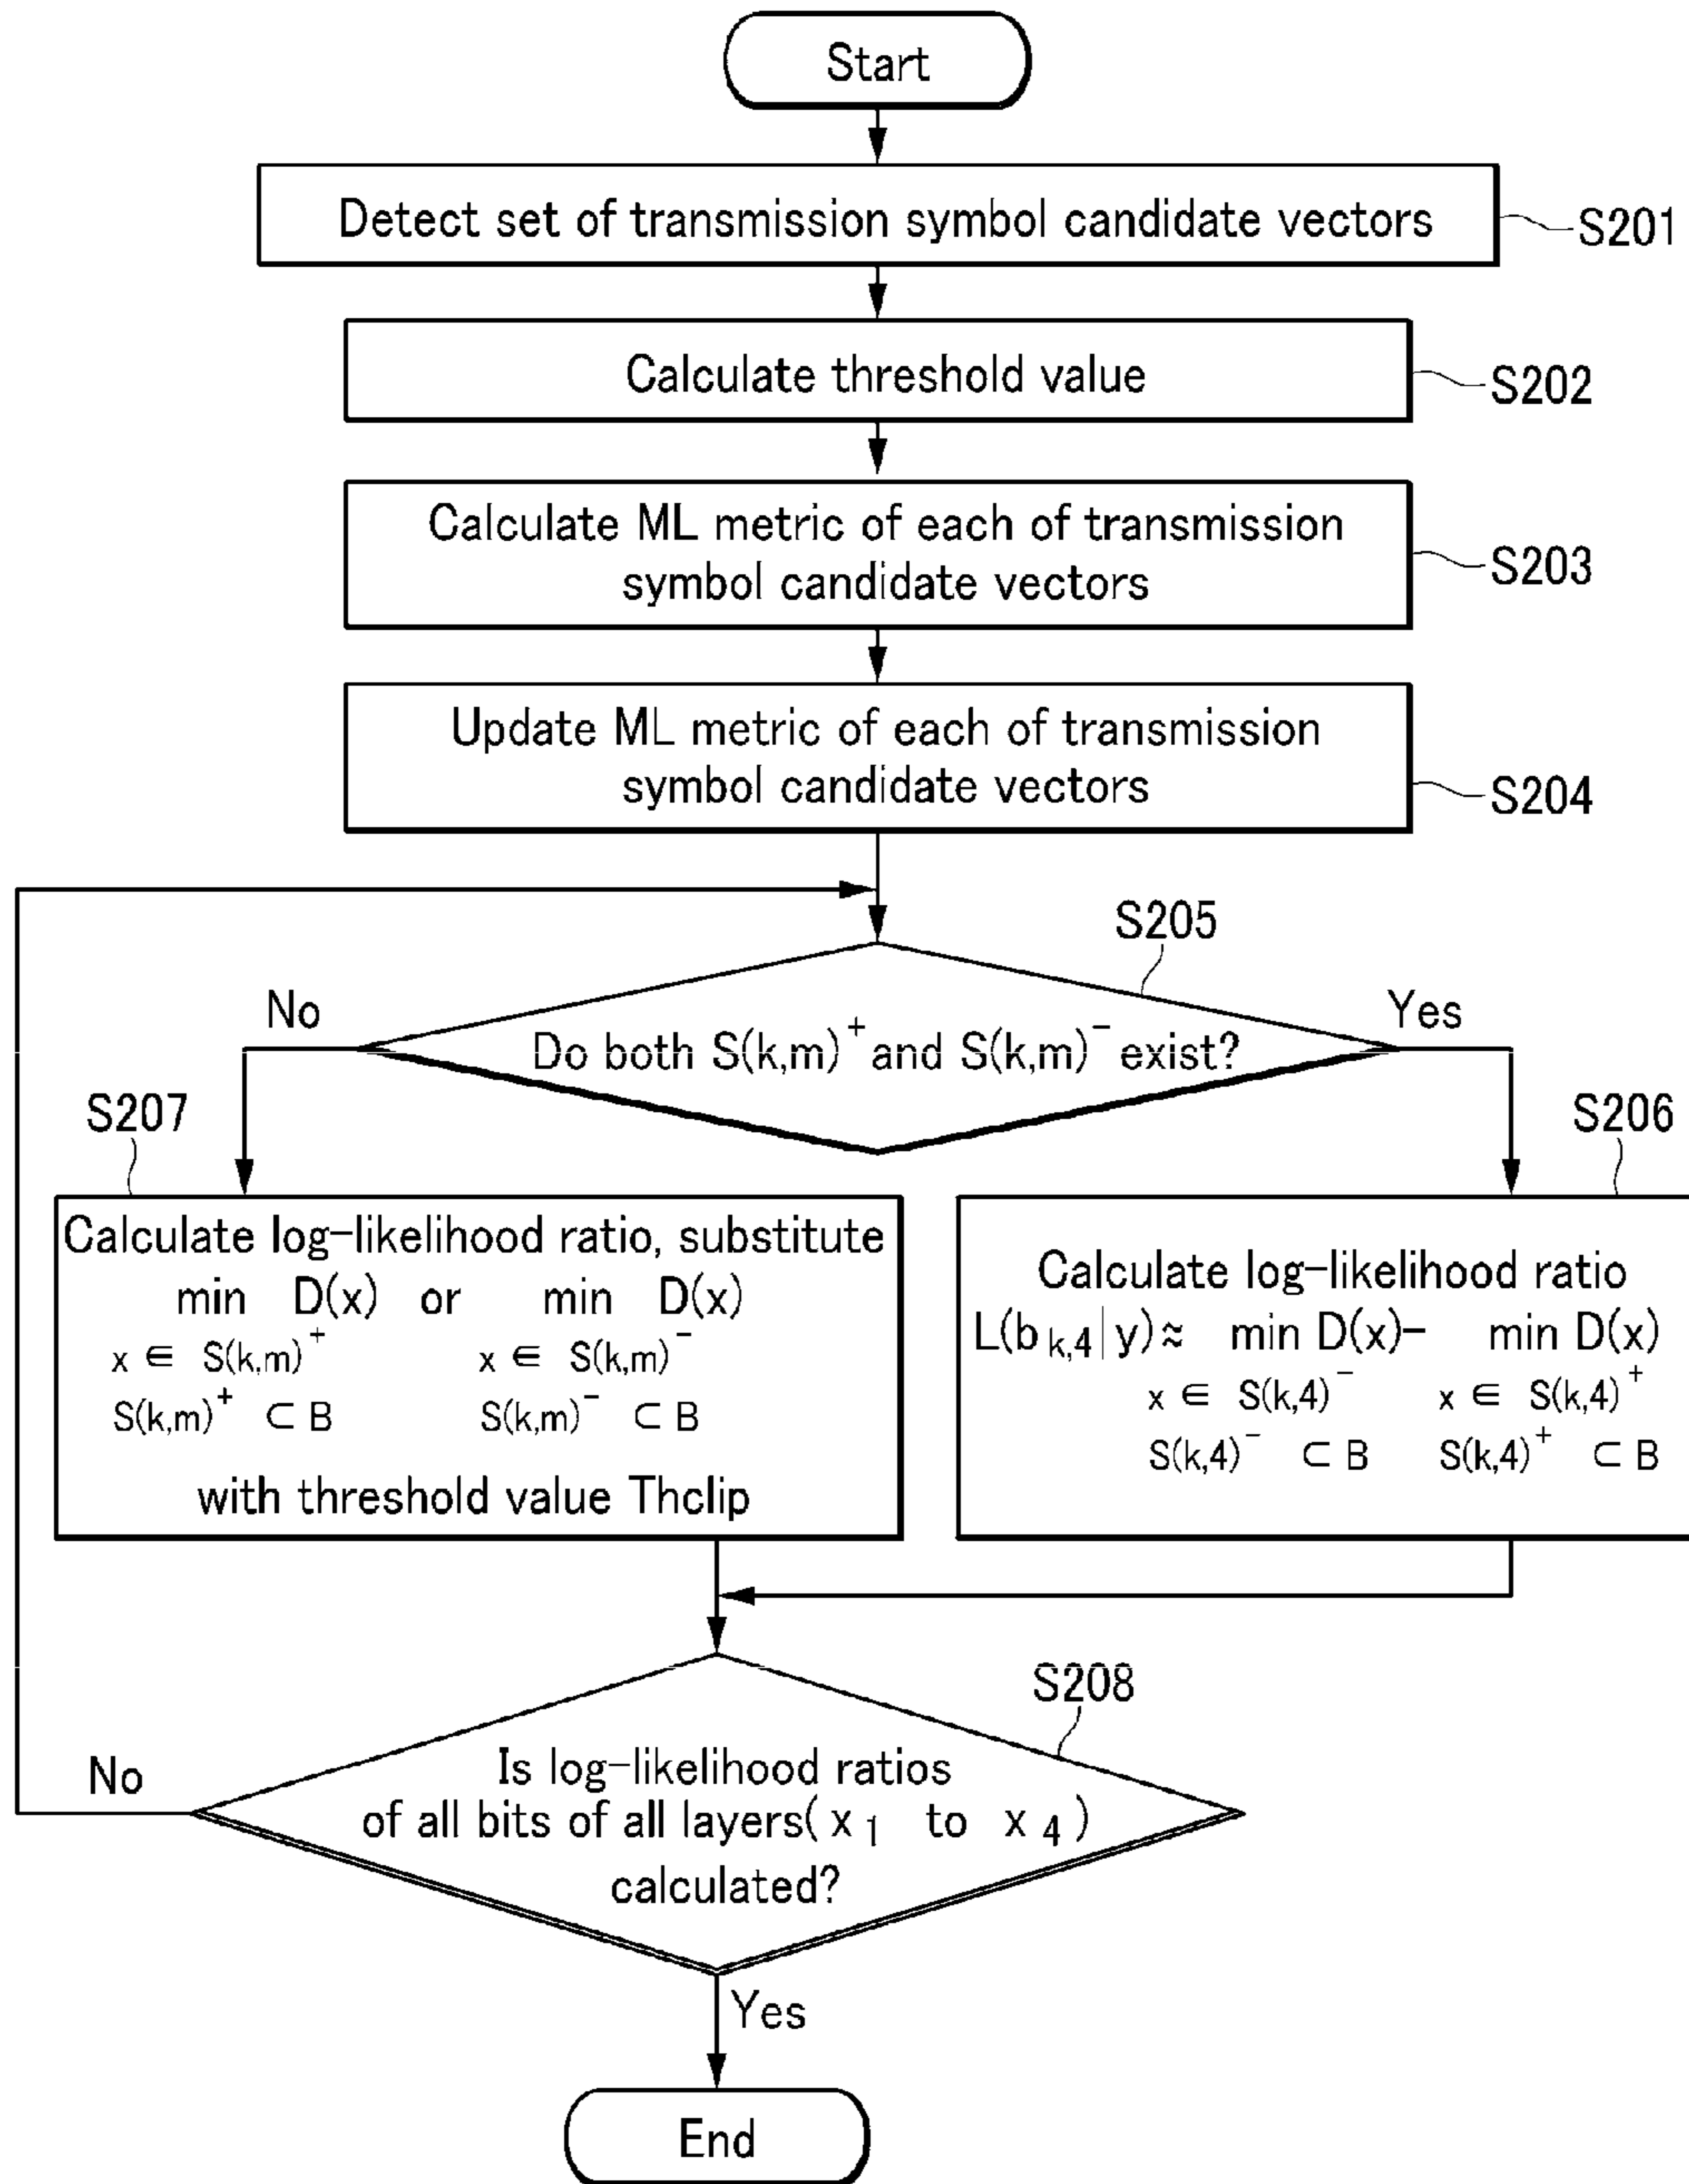 Start
Detect set of transmission symbol candidate vectors
S201
Calculate threshold value
S202
Calculate ML metric of each of transmission
symbol candidate vectors
S203
Update ML metric of each of transmission
symbol candidate vectors
S204
S205
No
Do both S(k,m)⁺ and S(k,m)⁻ exist?
Yes
S207
Calculate log-likelihood ratio, substitute
min D(x) or min D(x)
x ∈ S(k,m)⁺ x ∈ S(k,m)⁻
S(k,m)⁺ ⊂ B S(k,m)⁻ ⊂ B
with threshold value Thclip
S206
Calculate log-likelihood ratio
L(b k,4|y)≈ min D(x)- min D(x)
x ∈ S(k,4)⁻ x ∈ S(k,4)⁺
S(k,4)⁻ ⊂ B S(k,4)⁺ ⊂ B
S208
No
Is log-likelihood ratios
of all bits of all layers( x ₁ to x ₄ )
calculated?
Yes
End